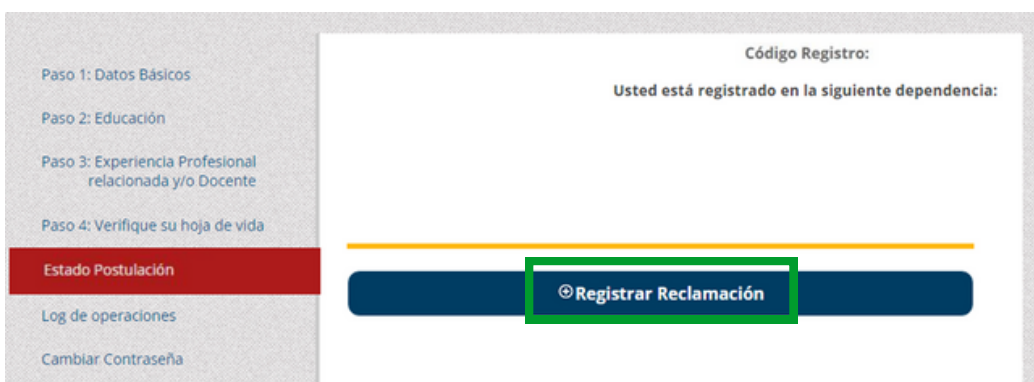 Paso 1: Datos Básicos
Paso 2: Educación
Paso 3: Experiencia Profesional
relacionada y/o Docente
Paso 4: Verifique su hoja de vida
Estado Postulación
Log de operaciones
Cambiar Contraseña
Código Registro:
Usted está registrado en la siguiente dependencia:
Registrar Reclamación